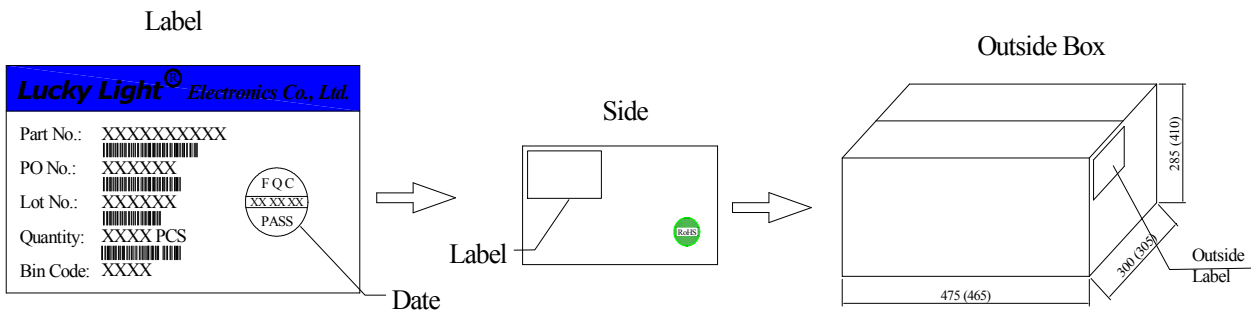 Label
Lucky Light® Electronics Co., Ltd.
Part No.: XXXXXXXXXX
PO No.: XXXXXX
Lot No.: XXXXXX
Quantity: XXXX PCS
Bin Code: XXXX
F Q C
XX XX XX
PASS
Date
Side
Label
RoHS
Outside Box
285 (410)
300 (305)
475 (465)
Outside
Label